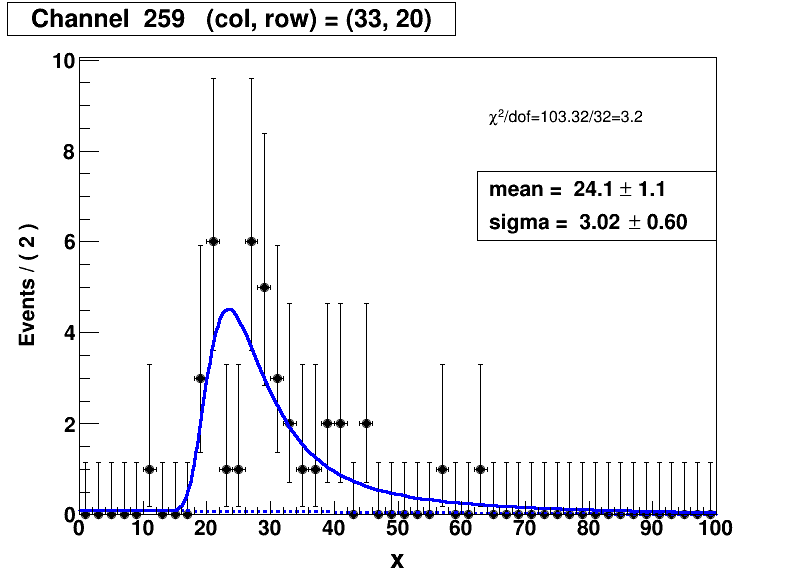 Channel  259   (col, row) = (33, 20)
χ²/dof=103.32/32=3.2
mean =  24.1 ± 1.1
sigma =  3.02 ± 0.60
Events / ( 2 )
10
8
6
4
2
0
0 10 20 30 40 50 60 70 80 90 100
x